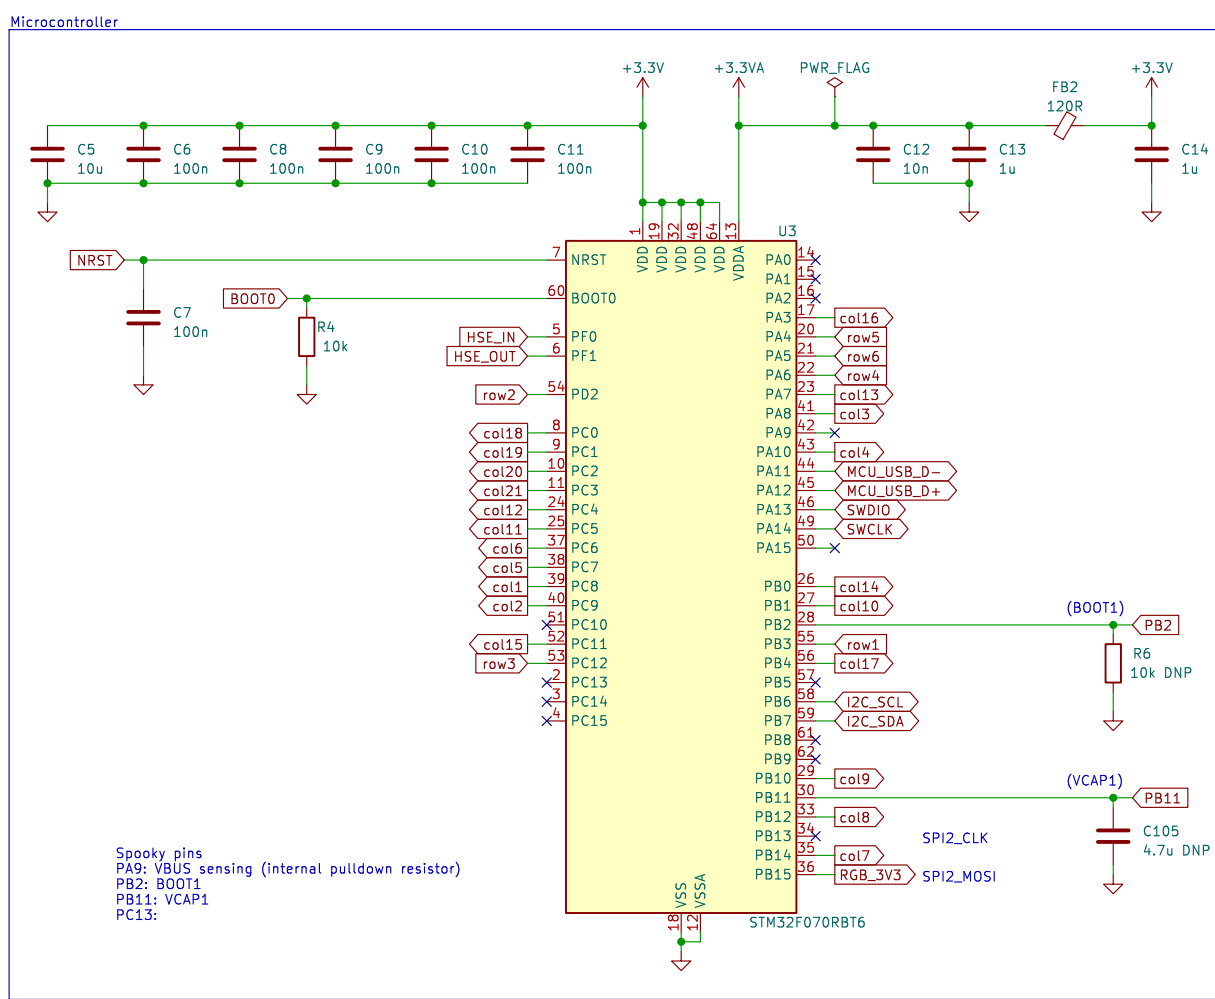 Microcontroller
+3.3V
+3.3VA
PWR_FLAG
FB2
120R
+3.3V
C5
10u
C6
100n
C8
100n
C9
100n
C10
100n
C11
100n
C12
10n
C13
1u
C14
1u
1
19
32
48
64
13
U3
VDD
VDD
VDD
VDD
VDD
VDDA
NRST
7
NRST
C7
100n
BOOT0
60
BOOT0
R4
10k
HSE_IN
5
PF0
HSE_OUT
6
PF1
row2
54
PD2
col18
8
PC0
col19
9
PC1
col20
10
PC2
col21
11
PC3
col12
24
PC4
col11
25
PC5
col6
37
PC6
col5
38
PC7
col1
39
PC8
col2
40
PC9
51
PC10
col15
52
PC11
row3
53
PC12
2
PC13
3
PC14
4
PC15
PA0
14
PA1
15
PA2
16
PA3
17
col16
PA4
20
row5
PA5
21
row6
PA6
22
row4
PA7
23
col13
PA8
41
col3
PA9
42
PA10
43
col4
PA11
44
MCU_USB_D-
PA12
45
MCU_USB_D+
PA13
46
SWDIO
PA14
49
SWCLK
PA15
50
PB0
26
col14
PB1
27
col10
PB2
28
(BOOT1)
PB2
R6
10k DNP
PB3
55
row1
PB4
56
col17
PB5
57
PB6
58
I2C_SCL
PB7
59
I2C_SDA
PB8
61
PB9
62
PB10
29
col9
PB11
30
(VCAP1)
PB11
C105
4.7u DNP
PB12
33
col8
PB13
34
SPI2_CLK
PB14
35
col7
PB15
36
RGB_3V3
SPI2_MOSI
VSS
VSSA
18
12
STM32F070RBT6
Spooky pins
PA9: VBUS sensing (internal pulldown resistor)
PB2: BOOT1
PB11: VCAP1
PC13: